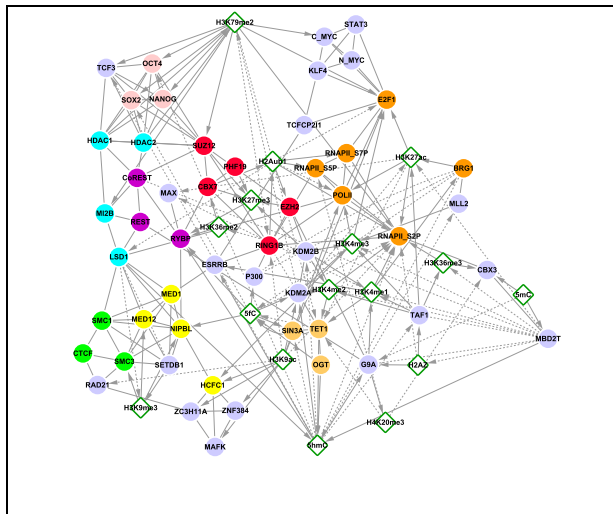 H3K79me2
STAT3
C_MYC
OCT4
TCF3
N_MYC
KLF4
SOX2
NANOG
E2F1
TCFCP2I1
HDAC1
HDAC2
SUZ12
RNAPII_S7P
H2Aub1
PHF19
RNAPII_S5P
H3K27ac
BRG1
CoREST
CBX7
MAX
POLII
H3K27me3
EZH2
MLL2
MI2B
REST
H3K36me2
RYBP
RING1B
RNAPII_S2P
KDM2B
H3K4me3
LSD1
ESRRB
H3K36me3
CBX3
P300
MED1
KDM2A
H3K4me2
H3K4me1
5mC
SMC1
MED12
5fC
TAF1
NIPBL
SIN3A
TET1
MBD2T
CTCF
SMC3
SETDB1
H3K9ac
OGT
G9A
H2AZ
RAD21
HCFC1
H3K9me3
ZC3H11A
ZNF384
H4K20me3
MAFK
5hmC